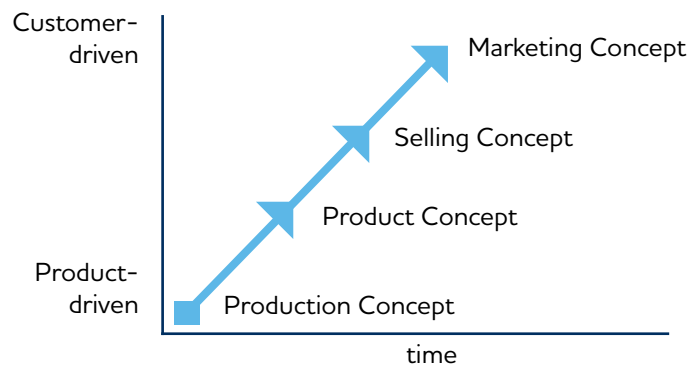 Customer-
driven
Marketing Concept
Selling Concept
Product Concept
Product-
driven
Production Concept
time